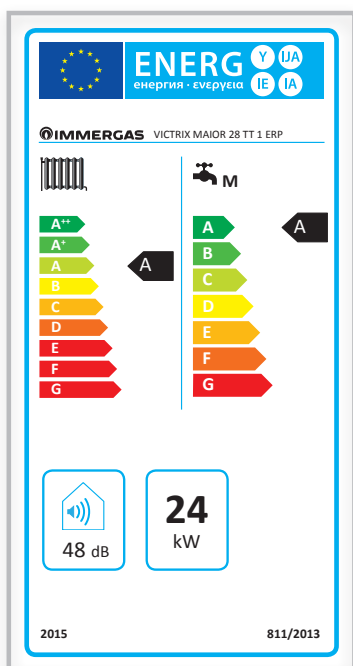 ENERG Y IJA
енергия · ενεργεια IE IA
IMMERGAS VICTRIX MAIOR 28 TT 1 ERP
M
A++ A A
A+ B
A A C
B D
C E
D F
E G
F
G
48 dB
24
kW
2015 811/2013